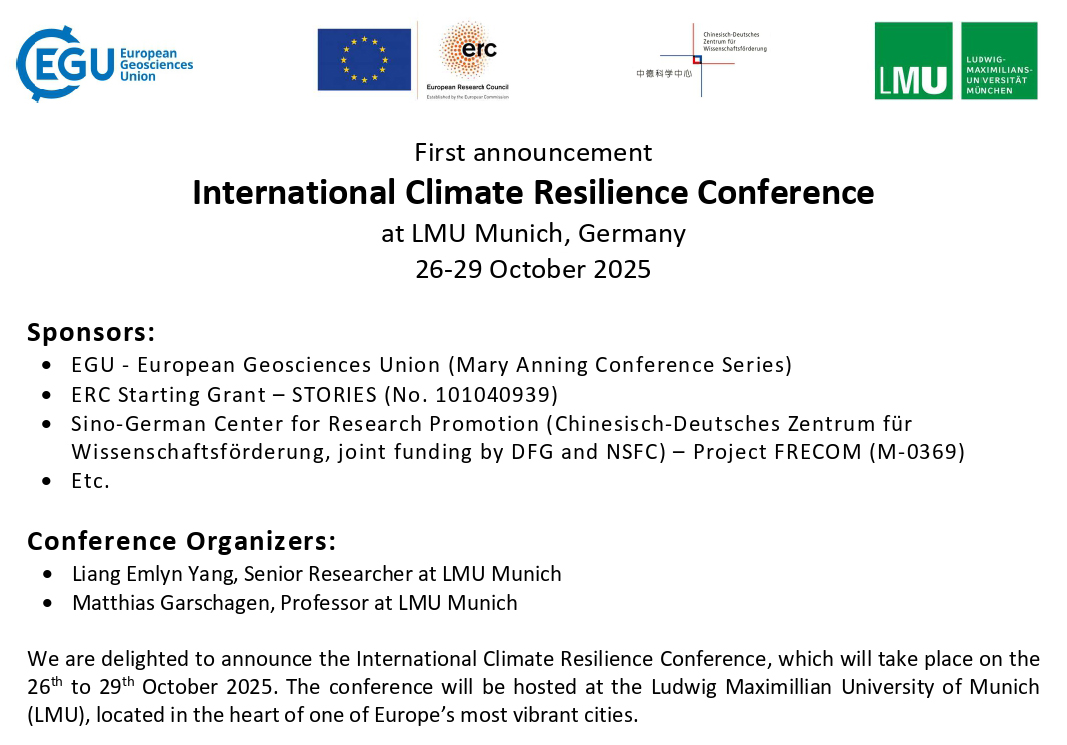 EGU European
Geosciences
Union
erc
European Research Council
Established by the European Commission
Chinesisch-Deutsches
Zentrum für
Wissenschaftsförderung
中德科学中心
LMU
LUDWIG-
MAXIMILIANS-
UNIVERSITÄT
MÜNCHEN
First announcement
International Climate Resilience Conference
at LMU Munich, Germany
26-29 October 2025
Sponsors:
• EGU - European Geosciences Union (Mary Anning Conference Series)
• ERC Starting Grant – STORIES (No. 101040939)
• Sino-German Center for Research Promotion (Chinesisch-Deutsches Zentrum für
Wissenschaftsförderung, joint funding by DFG and NSFC) – Project FRECOM (M-0369)
• Etc.
Conference Organizers:
• Liang Emlyn Yang, Senior Researcher at LMU Munich
• Matthias Garschagen, Professor at LMU Munich
We are delighted to announce the International Climate Resilience Conference, which will take place on the
26th to 29th October 2025. The conference will be hosted at the Ludwig Maximillian University of Munich
(LMU), located in the heart of one of Europe’s most vibrant cities.